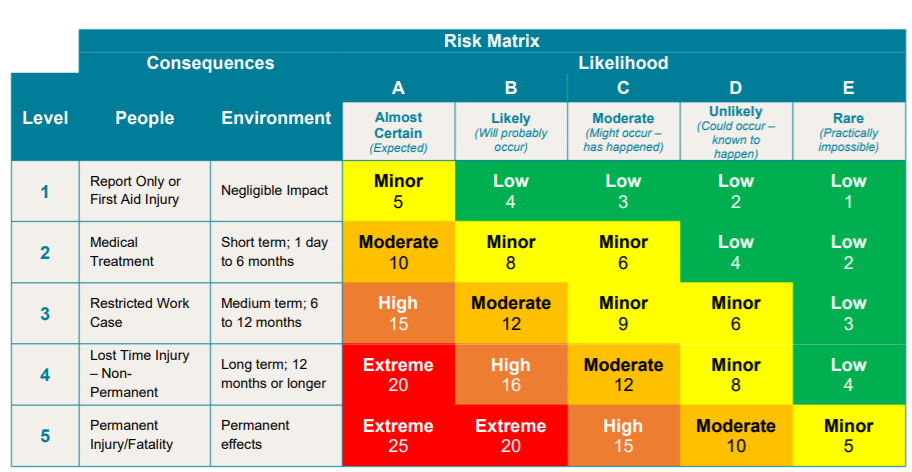 Risk Matrix
Consequences Likelihood
A B C D E
Level People Environment
Almost
Certain
(Expected)
Likely
(Will probably
occur)
Moderate
(Might occur –
has happened)
Unlikely
(Could occur –
known to
happen)
Rare
(Practically
impossible)
1
Report Only or
First Aid Injury
Negligible Impact
Minor
5
Low
4
Low
3
Low
2
Low
1
2
Medical
Treatment
Short term; 1 day
to 6 months
Moderate
10
Minor
8
Minor
6
Low
4
Low
2
3
Restricted Work
Case
Medium term; 6
to 12 months
High
15
Moderate
12
Minor
9
Minor
6
Low
3
4
Lost Time Injury
– Non-
Permanent
Long term; 12
months or longer
Extreme
20
High
16
Moderate
12
Minor
8
Low
4
5
Permanent
Injury/Fatality
Permanent
effects
Extreme
25
Extreme
20
High
15
Moderate
10
Minor
5